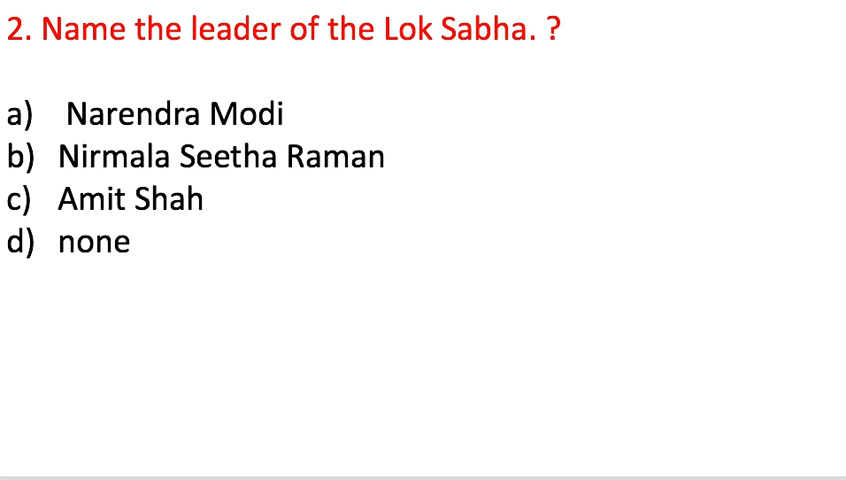 2. Name the leader of the Lok Sabha. ?
a) Narendra Modi
b) Nirmala Seetha Raman
c) Amit Shah
d) none